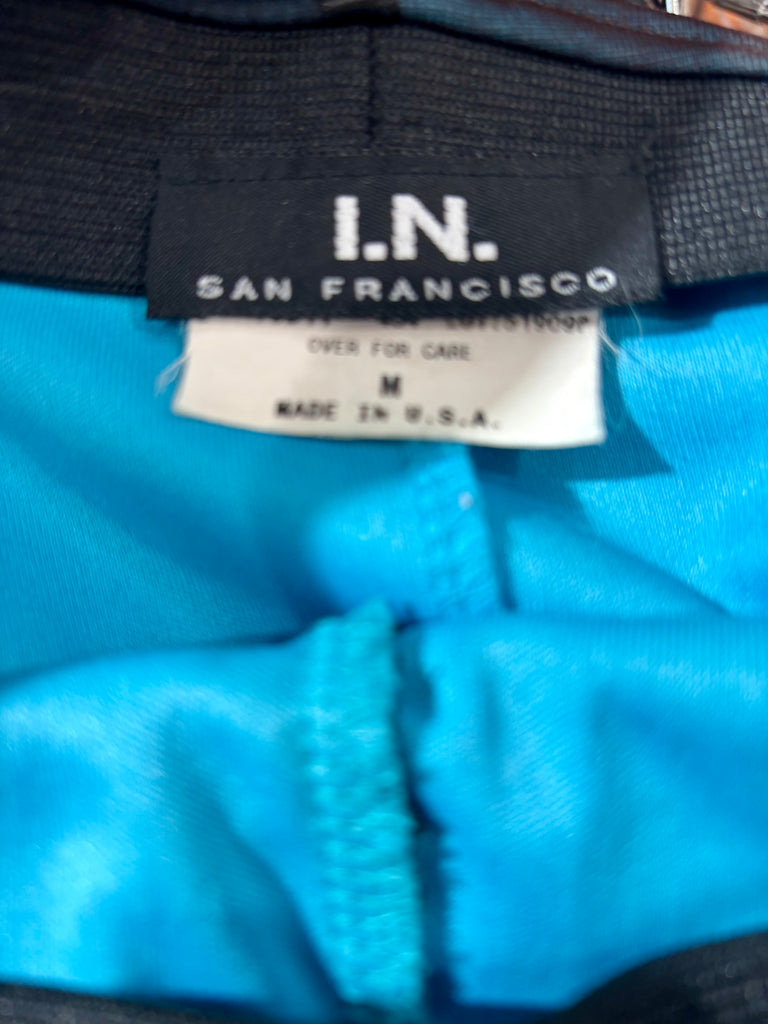 I.N.
SAN FRANCISCO
OVER FOR CARE
M
MADE IN U.S.A.